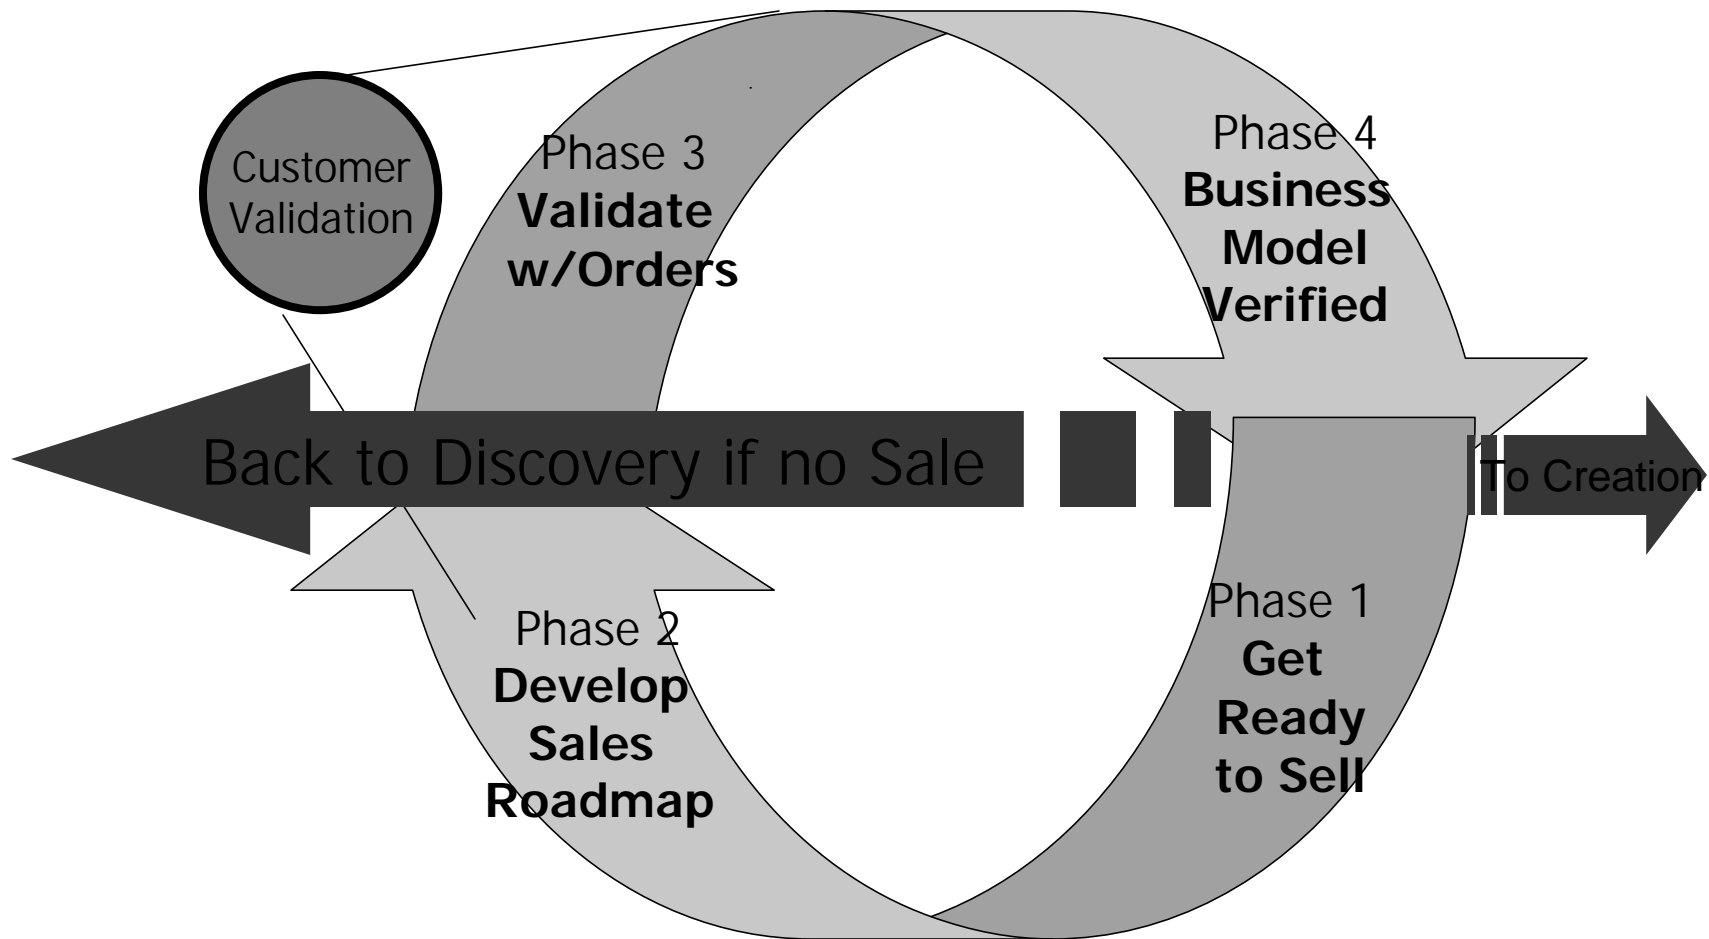 Customer
Validation
Phase 3
Validate
w/Orders
Phase 4
Business
Model
Verified
Back to Discovery if no Sale
To Creation
Phase 2
Develop
Sales
Roadmap
Phase 1
Get
Ready
to Sell